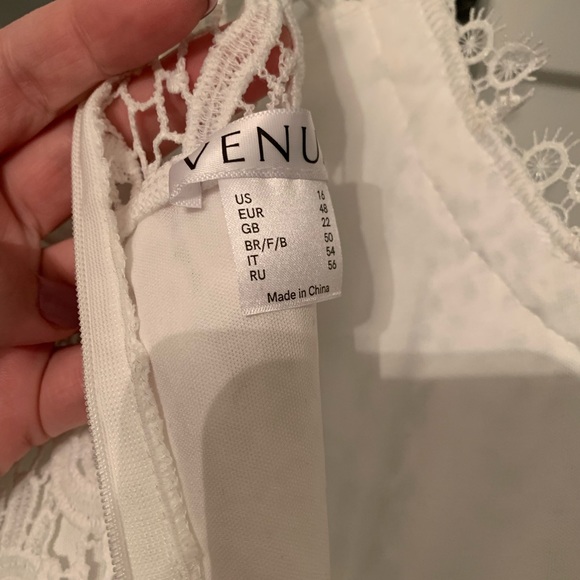 VENU
US 16
EUR 48
GB 22
BR/F/B 50
IT 54
RU 56
Made in China